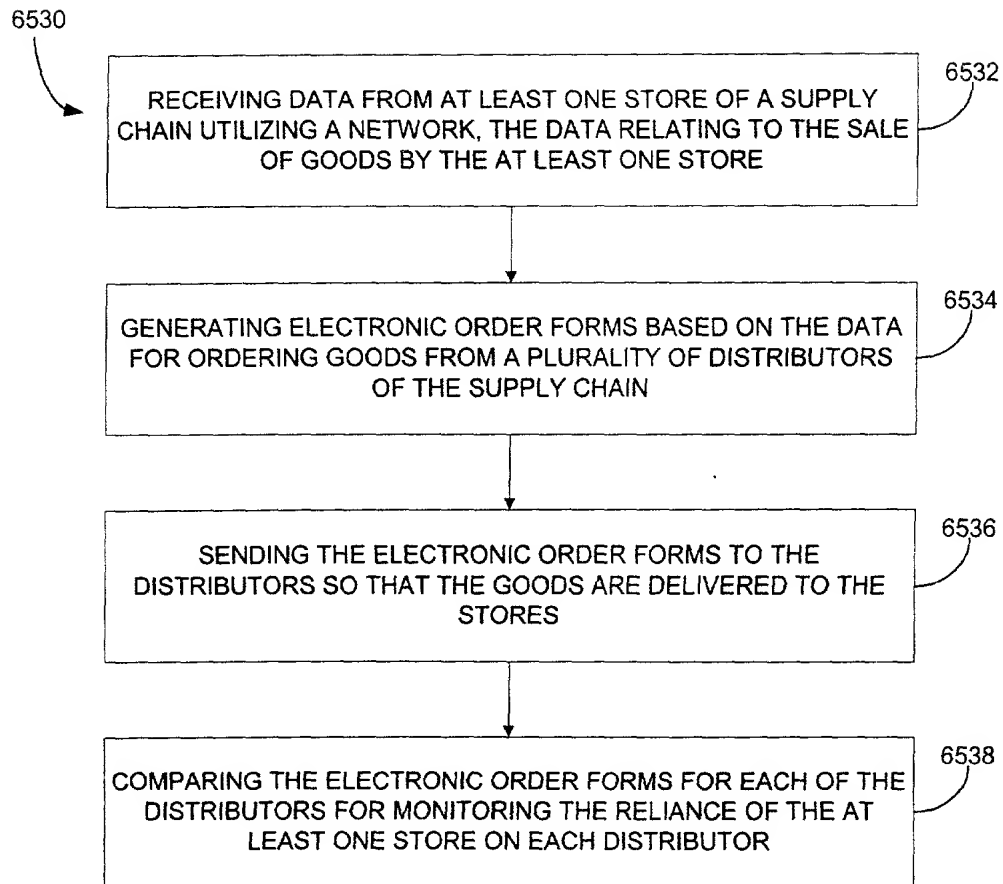 6530
6532
RECEIVING DATA FROM AT LEAST ONE STORE OF A SUPPLY
CHAIN UTILIZING A NETWORK, THE DATA RELATING TO THE SALE
OF GOODS BY THE AT LEAST ONE STORE
6534
GENERATING ELECTRONIC ORDER FORMS BASED ON THE DATA
FOR ORDERING GOODS FROM A PLURALITY OF DISTRIBUTORS
OF THE SUPPLY CHAIN
6536
SENDING THE ELECTRONIC ORDER FORMS TO THE
DISTRIBUTORS SO THAT THE GOODS ARE DELIVERED TO THE
STORES
6538
COMPARING THE ELECTRONIC ORDER FORMS FOR EACH OF THE
DISTRIBUTORS FOR MONITORING THE RELIANCE OF THE AT
LEAST ONE STORE ON EACH DISTRIBUTOR